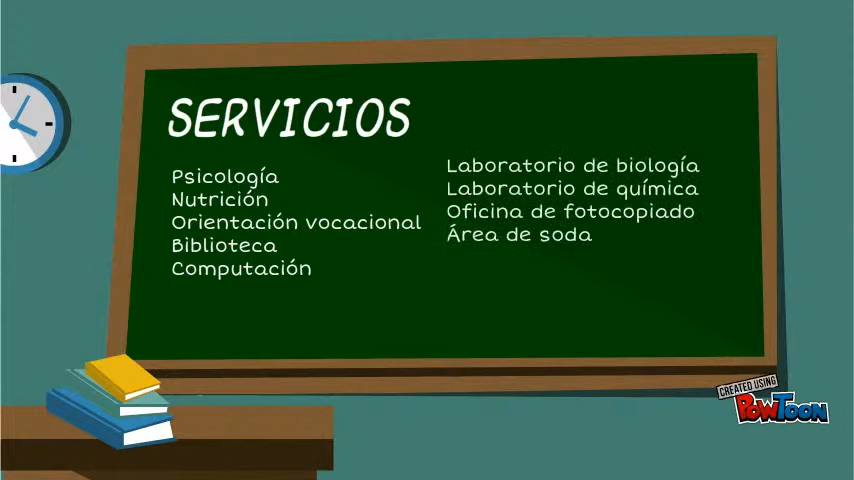 SERVICIOS
Psicología
Nutrición
Orientación vocacional
Biblioteca
Computación
Laboratorio de biología
Laboratorio de química
Oficina de fotocopiado
Área de soda
CREATED USING
POWTOON